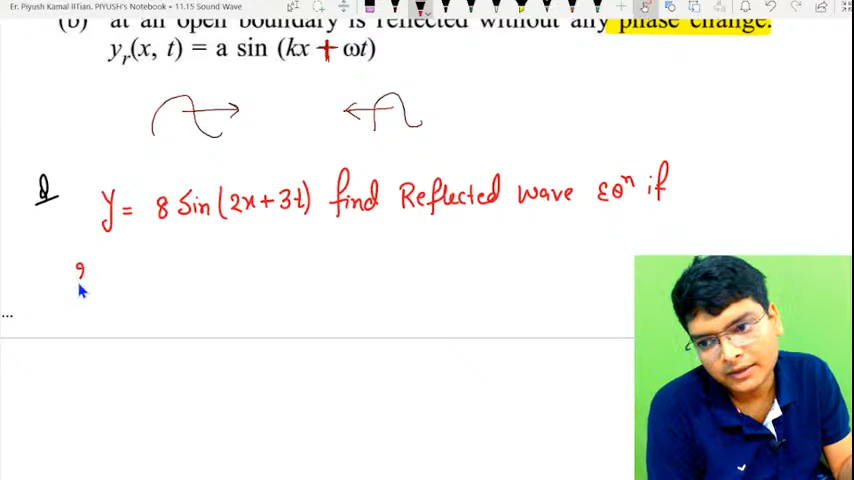 Er. Piyush Kamal IITian. PIYUSH's Notebook • 11.15 Sound Wave
(b) at an open boundary is reflected without any phase change.
yᵣ(x, t) = a sin (kx + ωt)
Q y = 8 Sin(2x+3t) find Reflected wave εθⁿ if
...